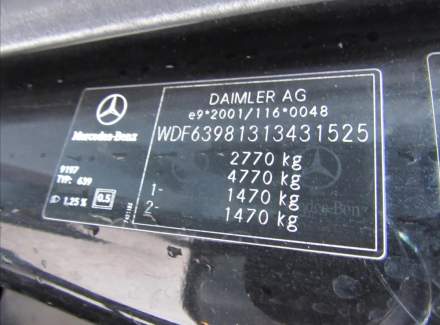 DAIMLER AG
e9*2001/116*0048
Mercedes-Benz
WDF63981313431525
2770 kg
4770 kg
1- 1470 kg
2- 1470 kg
9197
TYP: 639
1,25 % 0.5